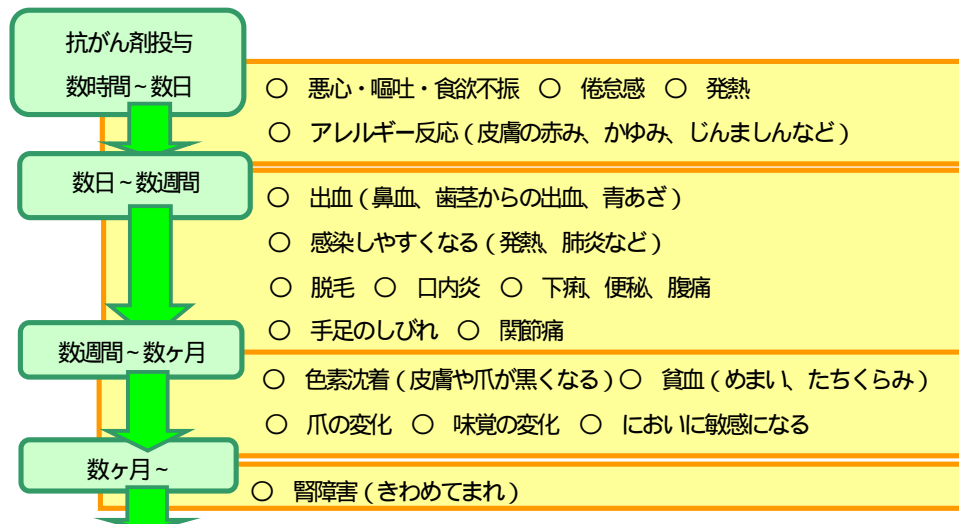 抗がん剤投与
数時間~数日
○ 悪心・嘔吐・食欲不振 ○ 倦怠感 ○ 発熱
○ アレルギー反応(皮膚の赤み、かゆみ、じんましんなど)
数日~数週間
○ 出血(鼻血、歯茎からの出血、青あざ)
○ 感染しやすくなる(発熱、肺炎など)
○ 脱毛 ○ 口内炎 ○ 下痢、便秘、腹痛
○ 手足のしびれ ○ 関節痛
数週間~数ヶ月
○ 色素沈着(皮膚や爪が黒くなる)○ 貧血(めまい、たちくらみ)
○ 爪の変化 ○ 味覚の変化 ○ においに敏感になる
数ヶ月~
○ 腎障害(きわめてまれ)